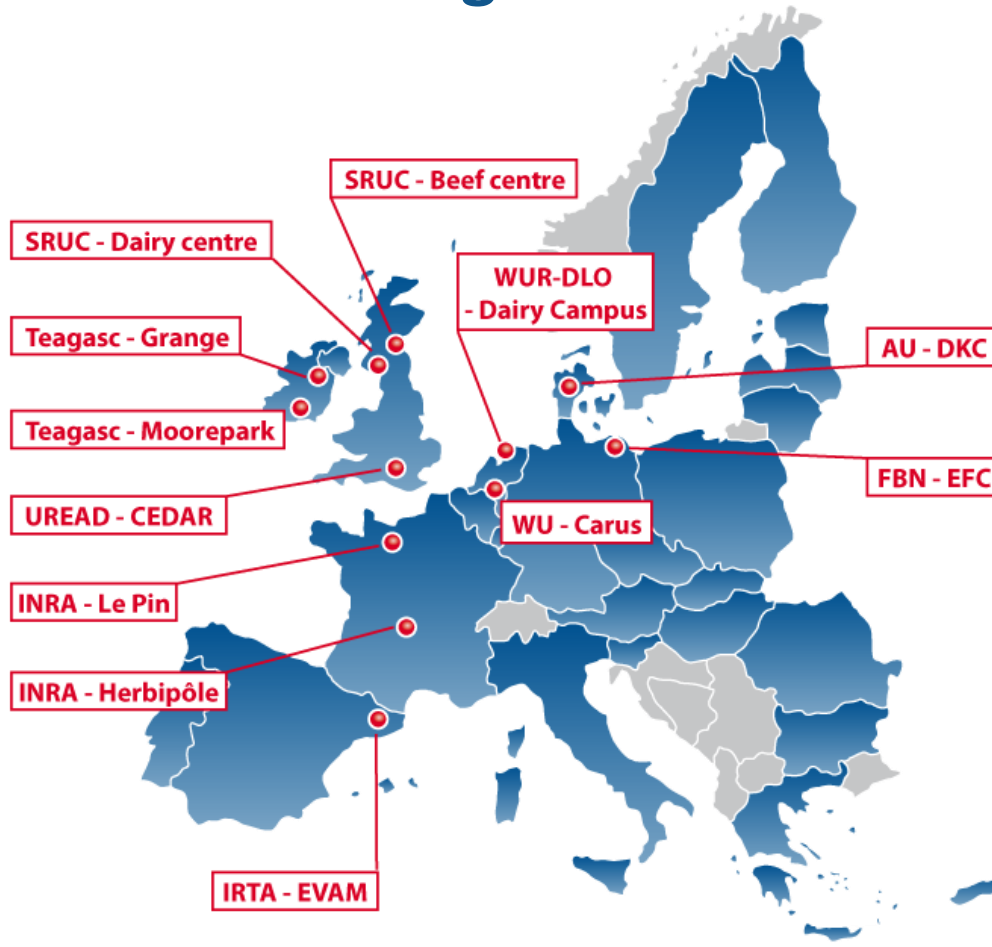 SRUC - Beef centre
SRUC - Dairy centre
WUR-DLO
- Dairy Campus
Teagasc - Grange
AU - DKC
Teagasc - Moorepark
FBN - EFC
UREAD - CEDAR
WU - Carus
INRA - Le Pin
INRA - Herbipôle
IRTA - EVAM